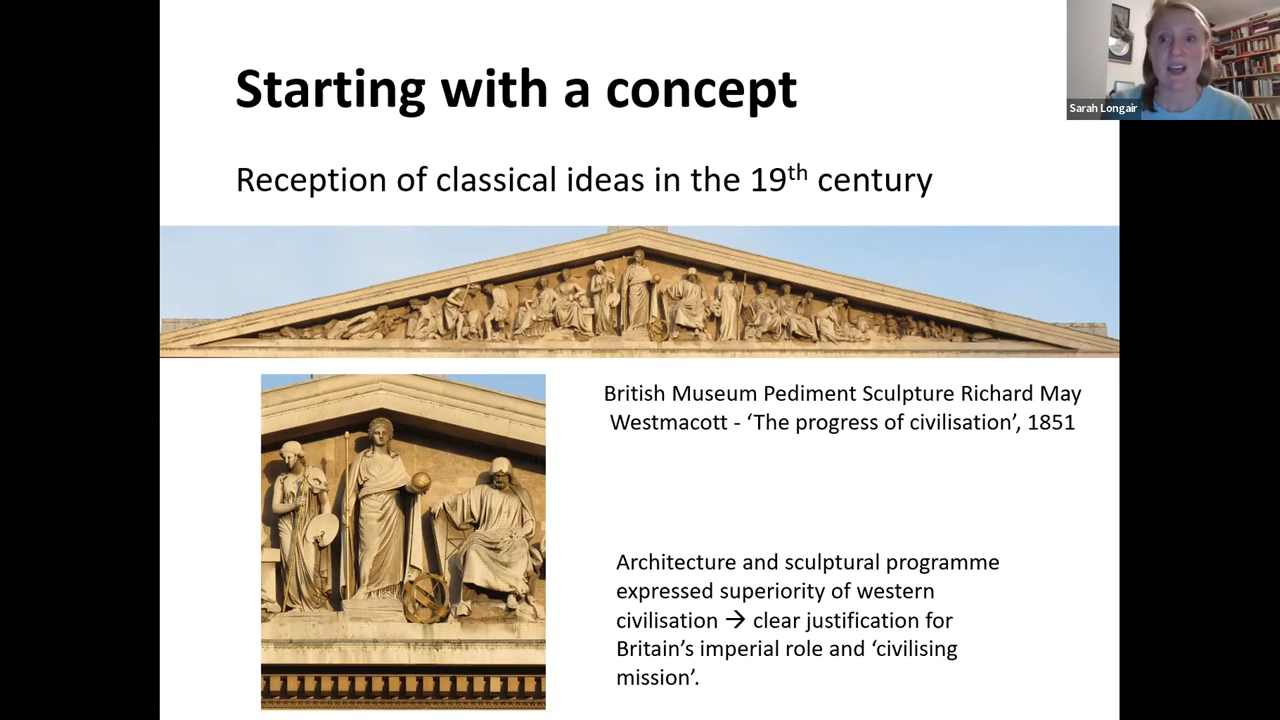 Starting with a concept
Sarah Longair
Reception of classical ideas in the 19th century
British Museum Pediment Sculpture Richard May
Westmacott - ‘The progress of civilisation’, 1851
Architecture and sculptural programme
expressed superiority of western
civilisation → clear justification for
Britain’s imperial role and ‘civilising
mission’.